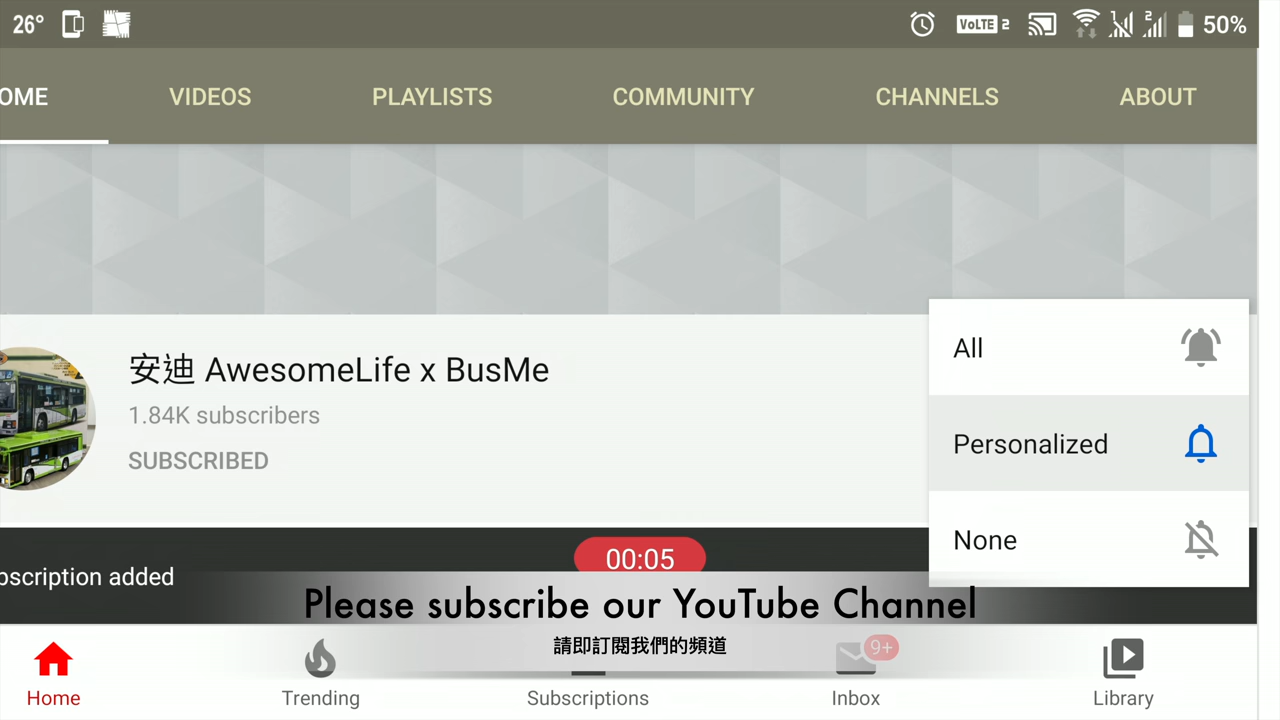 26° VoLTE 2 2 50%
OME VIDEOS PLAYLISTS COMMUNITY CHANNELS ABOUT
安迪 AwesomeLife x BusMe
1.84K subscribers
SUBSCRIBED
All
Personalized
None
00:05
bscription added
Please subscribe our YouTube Channel
請即訂閱我們的頻道
9+
Home Trending Subscriptions Inbox Library